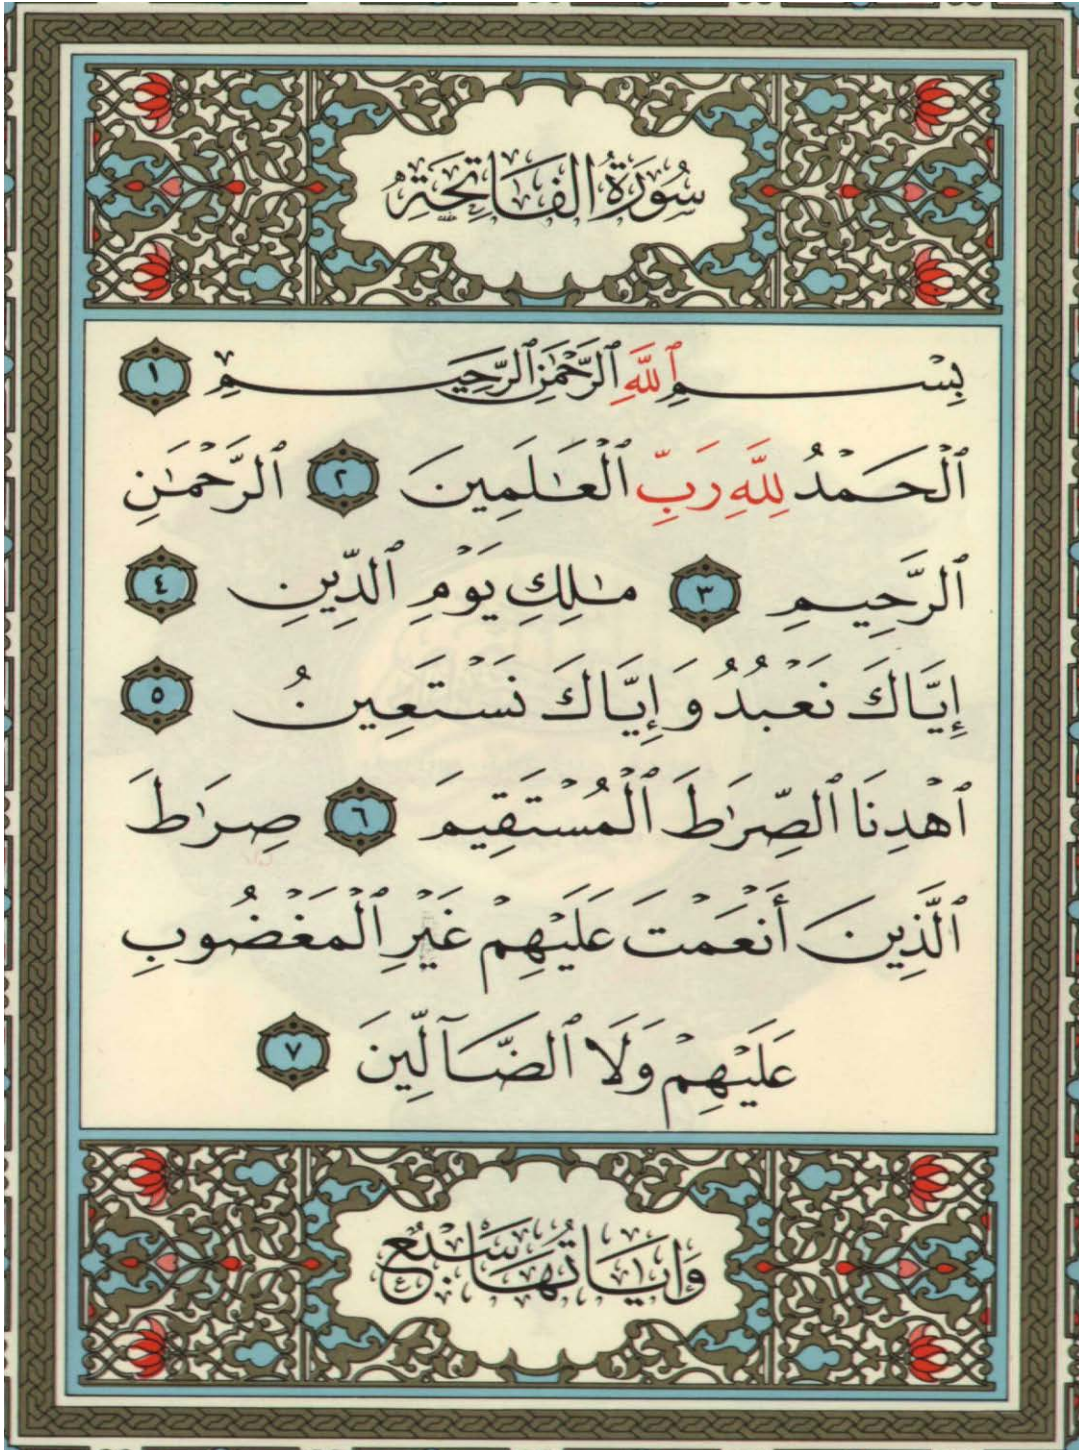 سُورَةُ الفَاتِحَةِ
بِسْمِ ٱللَّهِ ٱلرَّحْمَٰنِ ٱلرَّحِيمِ ١
ٱلْحَمْدُ لِلَّهِ رَبِّ ٱلْعَٰلَمِينَ ٢ ٱلرَّحْمَٰنِ
ٱلرَّحِيمِ ٣ مَٰلِكِ يَوْمِ ٱلدِّينِ ٤
إِيَّاكَ نَعْبُدُ وَإِيَّاكَ نَسْتَعِينُ ٥
ٱهْدِنَا ٱلصِّرَٰطَ ٱلْمُسْتَقِيمَ ٦ صِرَٰطَ
ٱلَّذِينَ أَنْعَمْتَ عَلَيْهِمْ غَيْرِ ٱلْمَغْضُوبِ
عَلَيْهِمْ وَلَا ٱلضَّآلِّينَ ٧
وَاٰيَاتُهَا سَبْعٌ